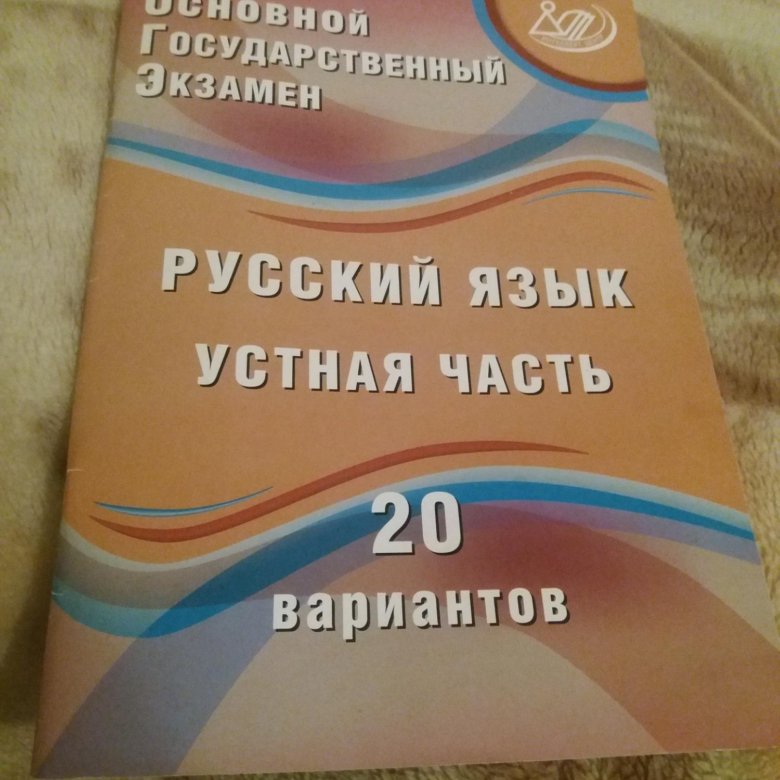 Основной
Государственный
Экзамен
РУССКИЙ ЯЗЫК
УСТНАЯ ЧАСТЬ
20
вариантов